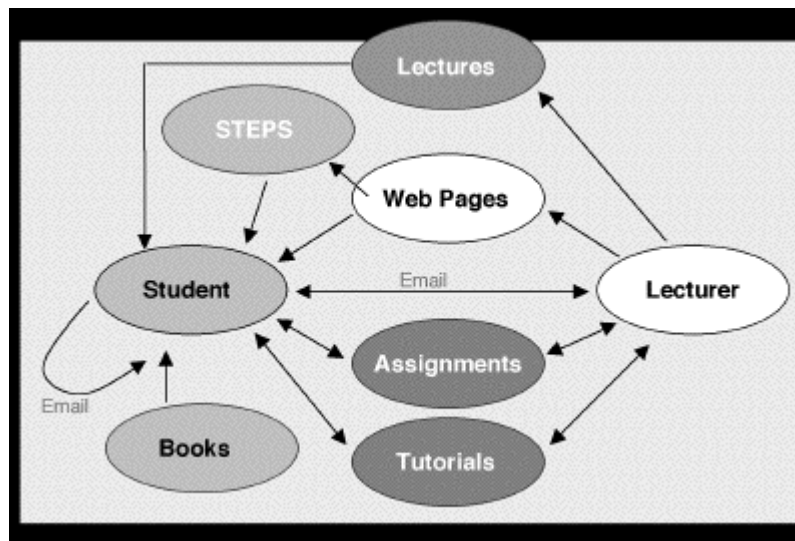 Lectures
STEPS
Web Pages
Email
Student
Lecturer
Assignments
Email
Books
Tutorials